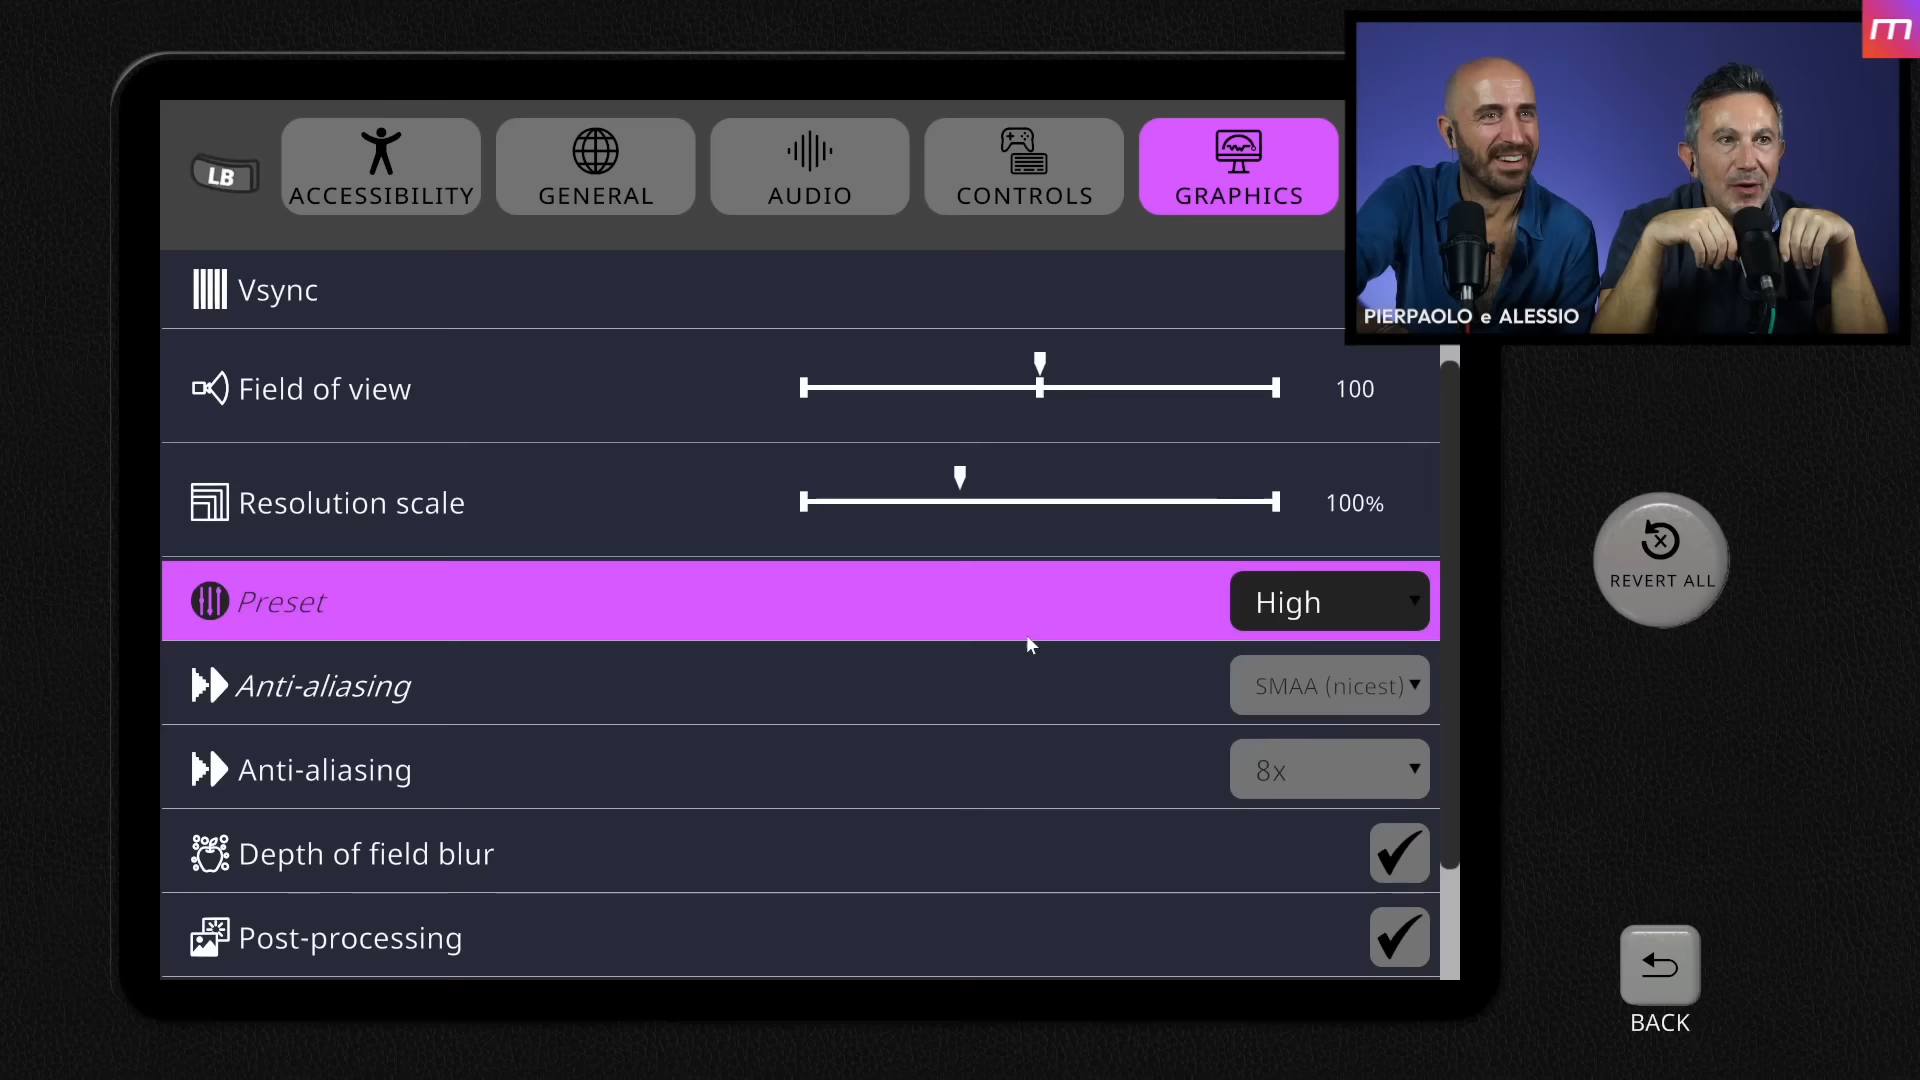 m
LB
ACCESSIBILITY
GENERAL
AUDIO
CONTROLS
GRAPHICS
PIERPAOLO e ALESSIO
Vsync
Field of view
100
Resolution scale
100%
Preset
High
Anti-aliasing
SMAA (nicest)
Anti-aliasing
8x
Depth of field blur
Post-processing
REVERT ALL
BACK